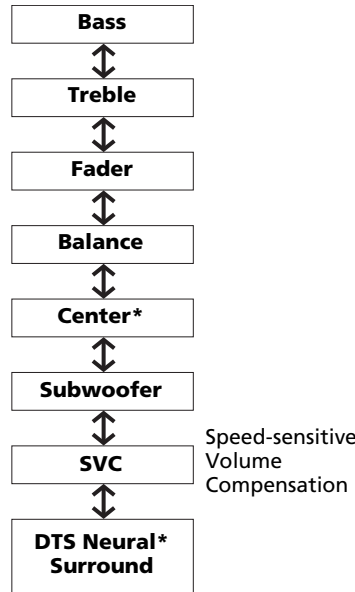 Bass
Treble
Fader
Balance
Center*
Subwoofer
SVC
Speed-sensitive
Volume
Compensation
DTS Neural*
Surround